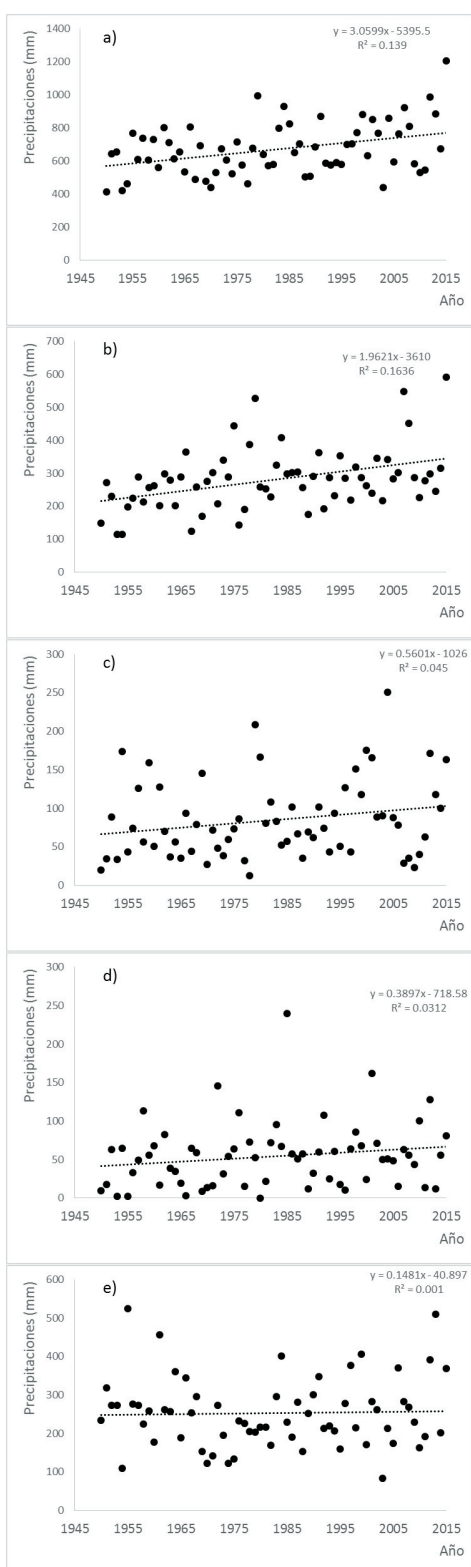 a)
y = 3.0599x - 5395.5
R² = 0.139
Precipitaciones (mm)
1400
1200
1000
800
600
400
200
0
1945 1955 1965 1975 1985 1995 2005 2015
Año
b)
y = 1.9621x - 3610
R² = 0.1636
Precipitaciones (mm)
700
600
500
400
300
200
100
0
1945 1955 1965 1975 1985 1995 2005 2015
Año
c)
y = 0.5601x - 1026
R² = 0.045
Precipitaciones (mm)
300
250
200
150
100
50
0
1945 1955 1965 1975 1985 1995 2005 2015
Año
d)
y = 0.3897x - 718.58
R² = 0.0312
Precipitaciones (mm)
300
250
200
150
100
50
0
1945 1955 1965 1975 1985 1995 2005 2015
Año
e)
y = 0.1481x - 40.897
R² = 0.001
Precipitaciones (mm)
600
500
400
300
200
100
0
1945 1955 1965 1975 1985 1995 2005 2015
Año